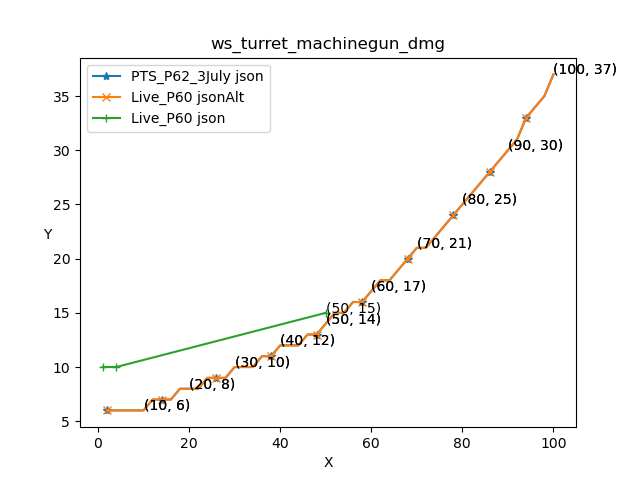 ws_turret_machinegun_dmg
PTS_P62_3July json
Live_P60 jsonAlt
Live_P60 json
(100, 37)
35
(90, 30)
30
(80, 25)
25
(70, 21)
20
Y
(60, 17)
(50, 15)
15
(50, 14)
(40, 12)
(30, 10)
10
(20, 8)
(10, 6)
5
0 20 40 60 80 100
X